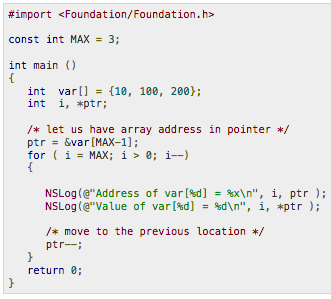 #import <Foundation/Foundation.h>
const int MAX = 3;
int main ()
{
int var[] = {10, 100, 200};
int i, *ptr;
/* let us have array address in pointer */
ptr = &var[MAX-1];
for ( i = MAX; i > 0; i--)
{
NSLog(@"Address of var[%d] = %x\n", i, ptr );
NSLog(@"Value of var[%d] = %d\n", i, *ptr );
/* move to the previous location */
ptr--;
}
return 0;
}